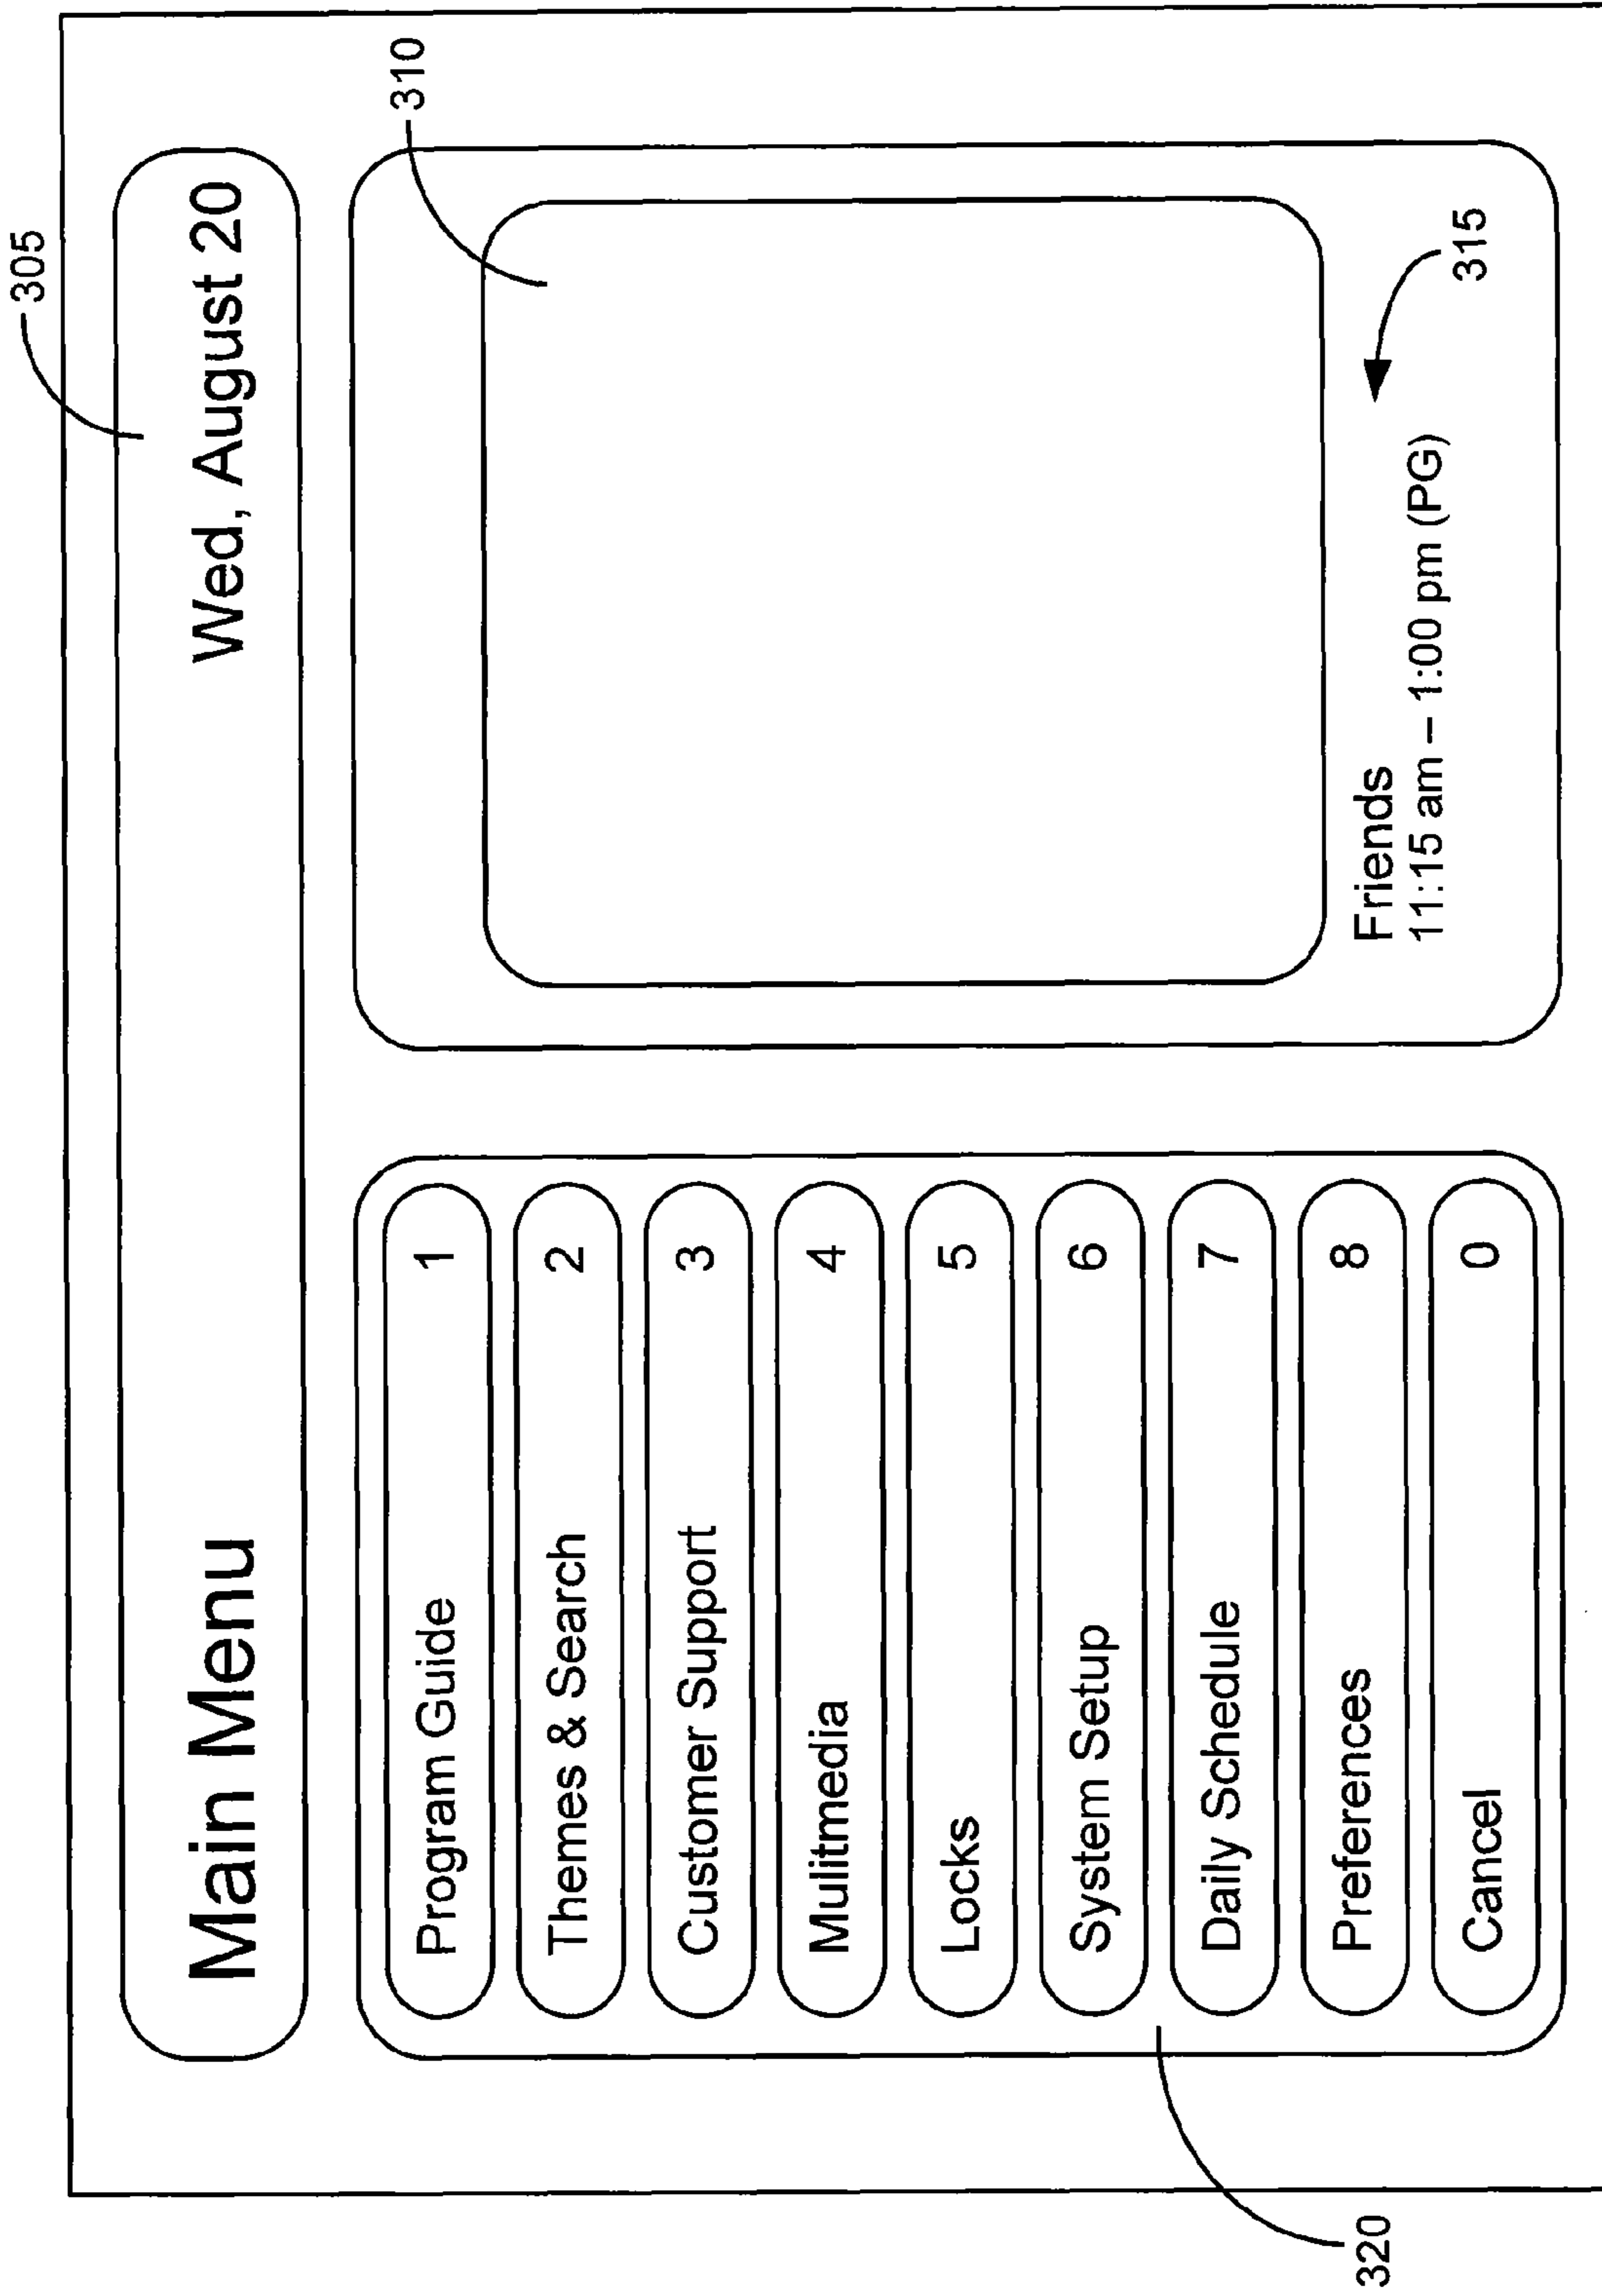 305
Main Menu Wed, August 20
310
Program Guide 1
Themes & Search 2
Customer Support 3
Mulitmedia 4
Locks 5
System Setup 6
Daily Schedule 7
Preferences 8
Cancel 0
Friends
11:15 am – 1:00 pm (PG)
315
320